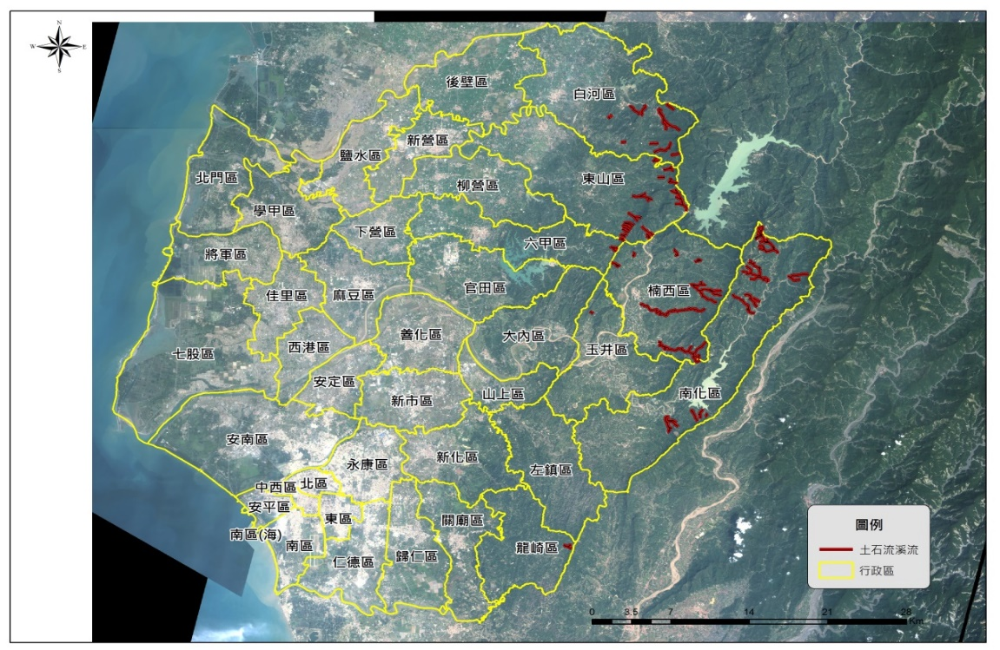 N
W
E
S
後壁區
白河區
新營區
鹽水區
北門區
東山區
柳營區
學甲區
下營區
六甲區
將軍區
官田區
楠西區
佳里區
麻豆區
善化區
大內區
西港區
玉井區
七股區
安定區
山上區
南化區
新市區
安南區
新化區
永康區
左鎮區
中西區
北區
安平區
東區
關廟區
南區(海)
南區
龍崎區
歸仁區
仁德區
圖例
土石流溪流
行政區
0 3.5 7 14 21 28
Km